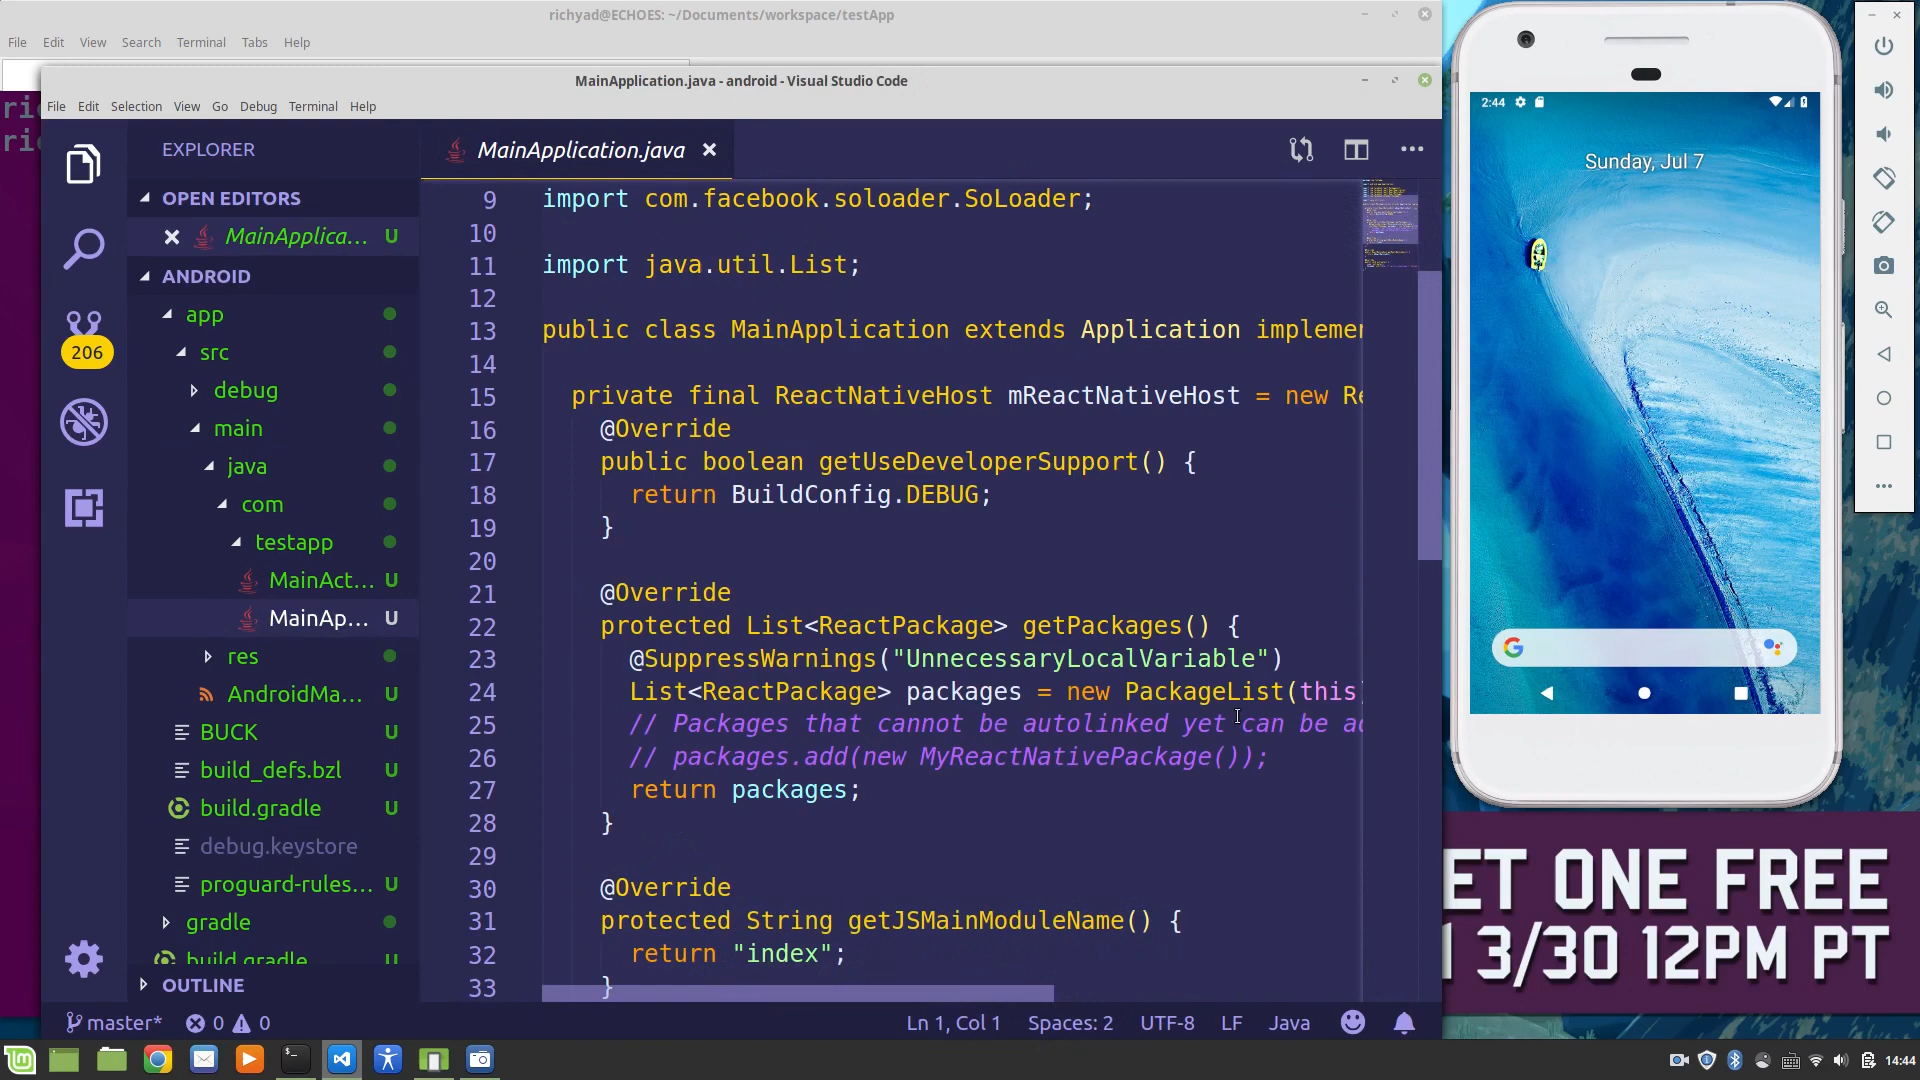 richyad@ECHOES: ~/Documents/workspace/testApp
File Edit View Search Terminal Tabs Help
MainApplication.java - android - Visual Studio Code
File Edit Selection View Go Debug Terminal Help
EXPLORER
OPEN EDITORS
MainApplica... U
ANDROID
app
src
debug
main
java
com
testapp
MainAct... U
MainAp... U
res
AndroidMa... U
BUCK U
build_defs.bzl U
build.gradle U
debug.keystore
proguard-rules... U
gradle
build.gradle U
OUTLINE
206
MainApplication.java
9 import com.facebook.soloader.SoLoader;
10
11 import java.util.List;
12
13 public class MainApplication extends Application implemen
14
15 private final ReactNativeHost mReactNativeHost = new Re
16 @Override
17 public boolean getUseDeveloperSupport() {
18 return BuildConfig.DEBUG;
19 }
20
21 @Override
22 protected List<ReactPackage> getPackages() {
23 @SuppressWarnings("UnnecessaryLocalVariable")
24 List<ReactPackage> packages = new PackageList(this)
25 // Packages that cannot be autolinked yet can be ad
26 // packages.add(new MyReactNativePackage());
27 return packages;
28 }
29
30 @Override
31 protected String getJSMainModuleName() {
32 return "index";
33 }
master* 0 0
Ln 1, Col 1 Spaces: 2 UTF-8 LF Java
2:44
Sunday, Jul 7
ET ONE FREE
3/30 12PM PT
14:44